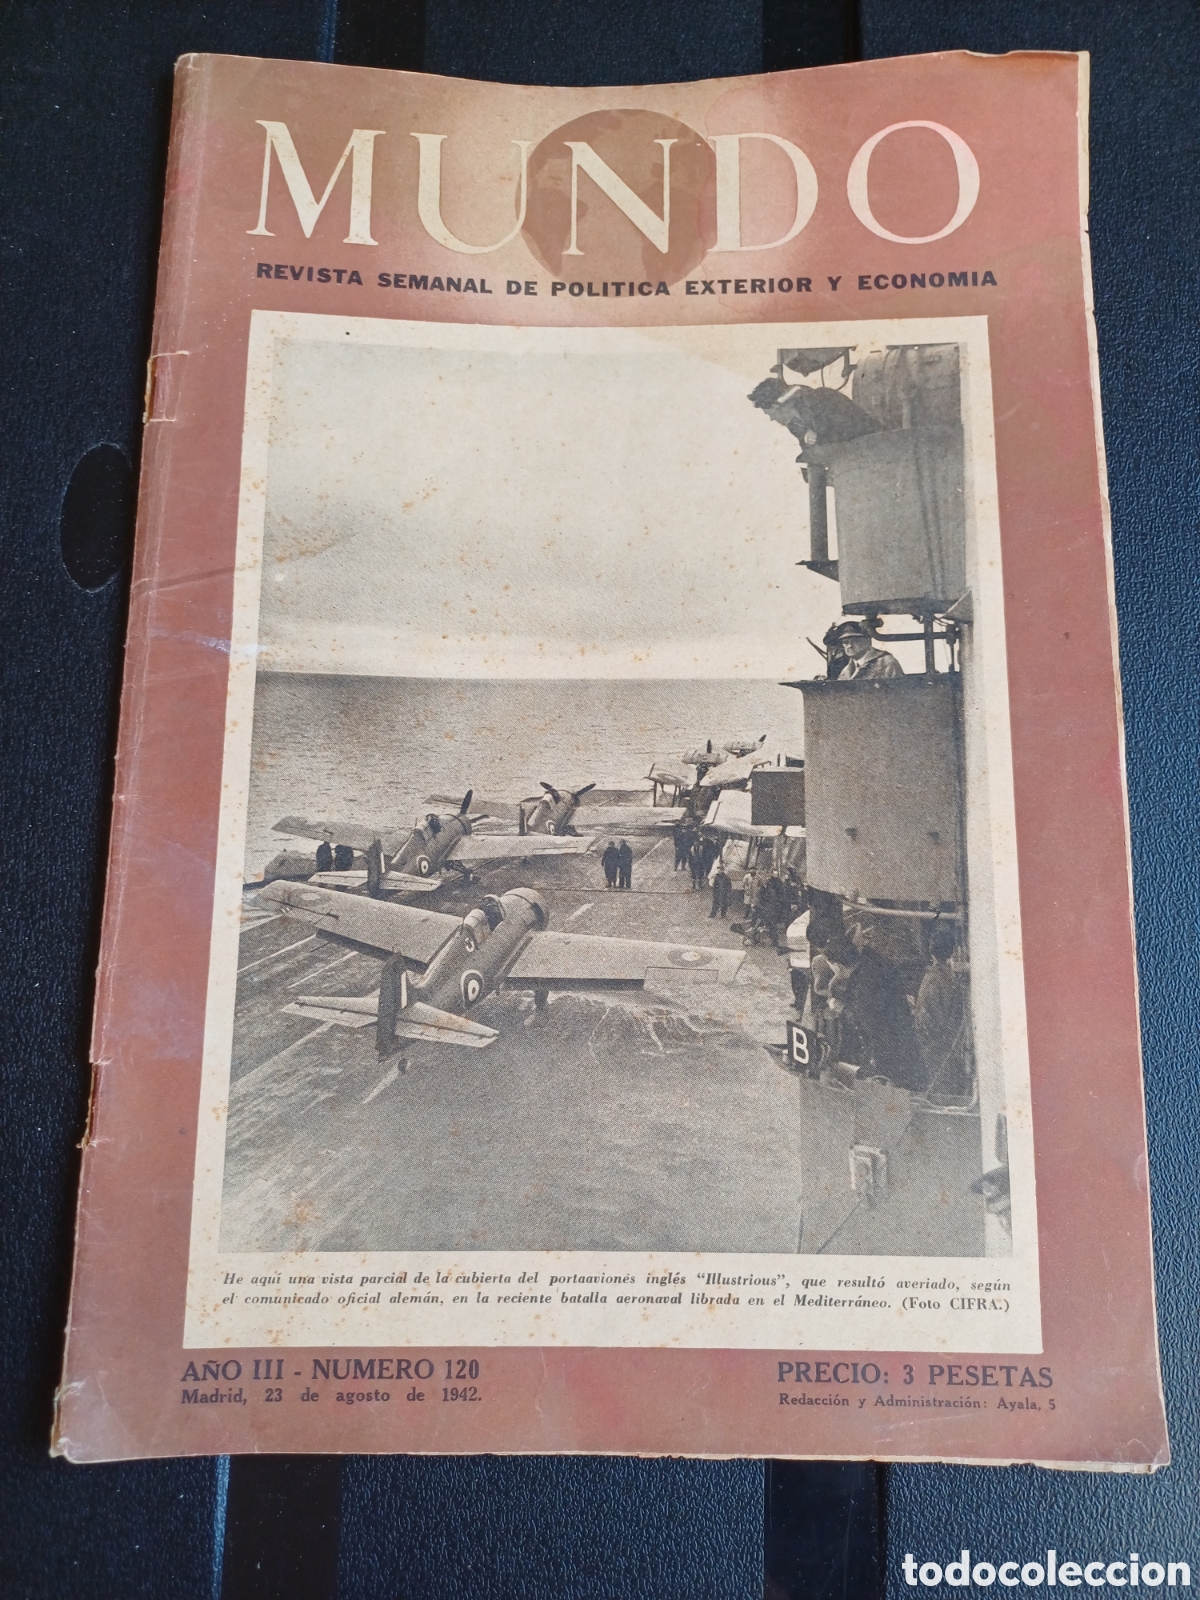 MUNDO
REVISTA SEMANAL DE POLITICA EXTERIOR Y ECONOMIA
B
He aquí una vista parcial de la cubierta del portaaviones inglés "Illustrious", que resultó averiado, según
el comunicado oficial alemán, en la reciente batalla aeronaval librada en el Mediterráneo. (Foto CIFRA.)
AÑO III - NUMERO 120
Madrid, 23 de agosto de 1942.
PRECIO: 3 PESETAS
Redacción y Administración: Ayala, 5
todocoleccion